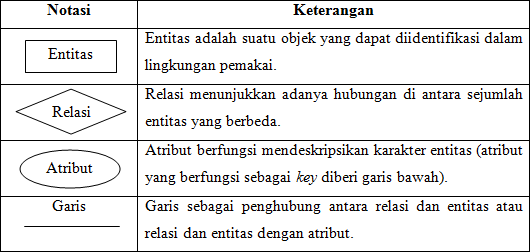 Notasi Keterangan
Entitas
Entitas adalah suatu objek yang dapat diidentifikasi dalam
lingkungan pemakai.
Relasi
Relasi menunjukkan adanya hubungan di antara sejumlah
entitas yang berbeda.
Atribut
Atribut berfungsi mendeskripsikan karakter entitas (atribut
yang berfungsi sebagai key diberi garis bawah).
Garis
Garis sebagai penghubung antara relasi dan entitas atau
relasi dan entitas dengan atribut.